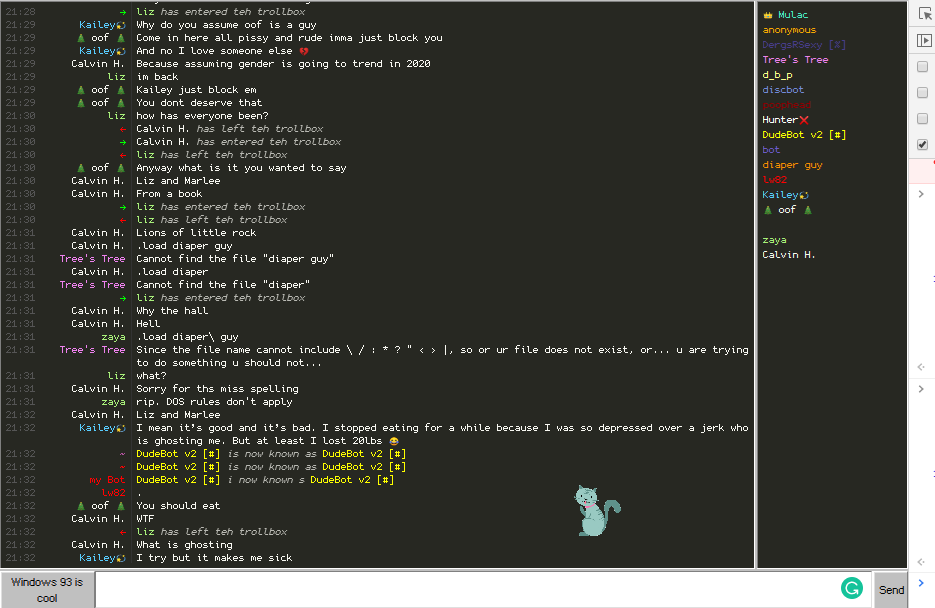 21:28 → liz has entered teh trollbox
21:29 Kailey💫 Why do you assume oof is a guy
21:29 🌲 oof 🌲 Come in here all pissy and rude imma just block you
21:29 Kailey💫 And no I love someone else 💔
21:29 Calvin H. Because assuming gender is going to trend in 2020
21:29 liz im back
21:29 🌲 oof 🌲 Kailey just block em
21:29 🌲 oof 🌲 You dont deserve that
21:29 liz how has everyone been?
21:30 ← Calvin H. has left teh trollbox
21:30 → Calvin H. has entered teh trollbox
21:30 ← liz has left teh trollbox
21:30 🌲 oof 🌲 Anyway what is it you wanted to say
21:30 Calvin H. Liz and Marlee
21:30 Calvin H. From a book
21:30 → liz has entered teh trollbox
21:30 ← liz has left teh trollbox
21:31 Calvin H. Lions of little rock
21:31 Calvin H. .load diaper guy
21:31 Tree's Tree Cannot find the file "diaper guy"
21:31 Calvin H. .load diaper
21:31 Tree's Tree Cannot find the file "diaper"
21:31 → liz has entered teh trollbox
21:31 Calvin H. Why the hall
21:31 Calvin H. Hell
21:31 zaya .load diaper\ guy
21:31 Tree's Tree Since the file name cannot include \ / : * ? " < > |, so or ur file does not exist, or... u are trying
to do something u should not...
21:31 liz what?
21:31 Calvin H. Sorry for ths miss spelling
21:31 zaya rip. DOS rules don't apply
21:32 Calvin H. Liz and Marlee
21:32 Kailey💫 I mean it's good and it's bad. I stopped eating for a while because I was so depressed over a jerk who
is ghosting me. But at least I lost 20lbs 😂
21:32 ~ DudeBot v2 [#] is now known as DudeBot v2 [#]
21:32 ~ DudeBot v2 [#] is now known as DudeBot v2 [#]
21:32 my Bot DudeBot v2 [#] i now known s DudeBot v2 [#]
21:32 lw82 .
21:32 🌲 oof 🌲 You should eat
21:32 Calvin H. WTF
21:32 ← liz has left teh trollbox
21:32 Calvin H. What is ghosting
21:32 Kailey💫 I try but it makes me sick
👑 Mulac
anonymous
DergsRSexy [%]
Tree's Tree
d_b_p
discbot
Hunter❌
DudeBot v2 [#]
bot
diaper guy
lw82
Kailey💫
🌲 oof 🌲
zaya
Calvin H.
Windows 93 is
cool
Send